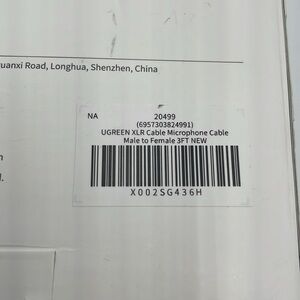 uanxi Road, Longhua, Shenzhen, China
NA
20499
(6957303824991)
UGREEN XLR Cable Microphone Cable
Male to Female 3FT NEW
X002SG436H